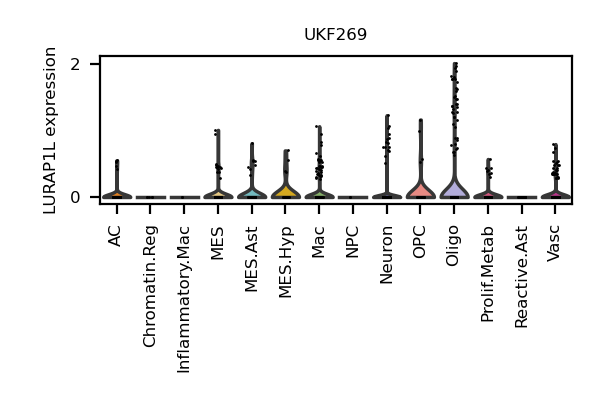 UKF269
LURAP1L expression
2
0
AC
Chromatin.Reg
Inflammatory.Mac
MES
MES.Ast
MES.Hyp
Mac
NPC
Neuron
OPC
Oligo
Prolif.Metab
Reactive.Ast
Vasc